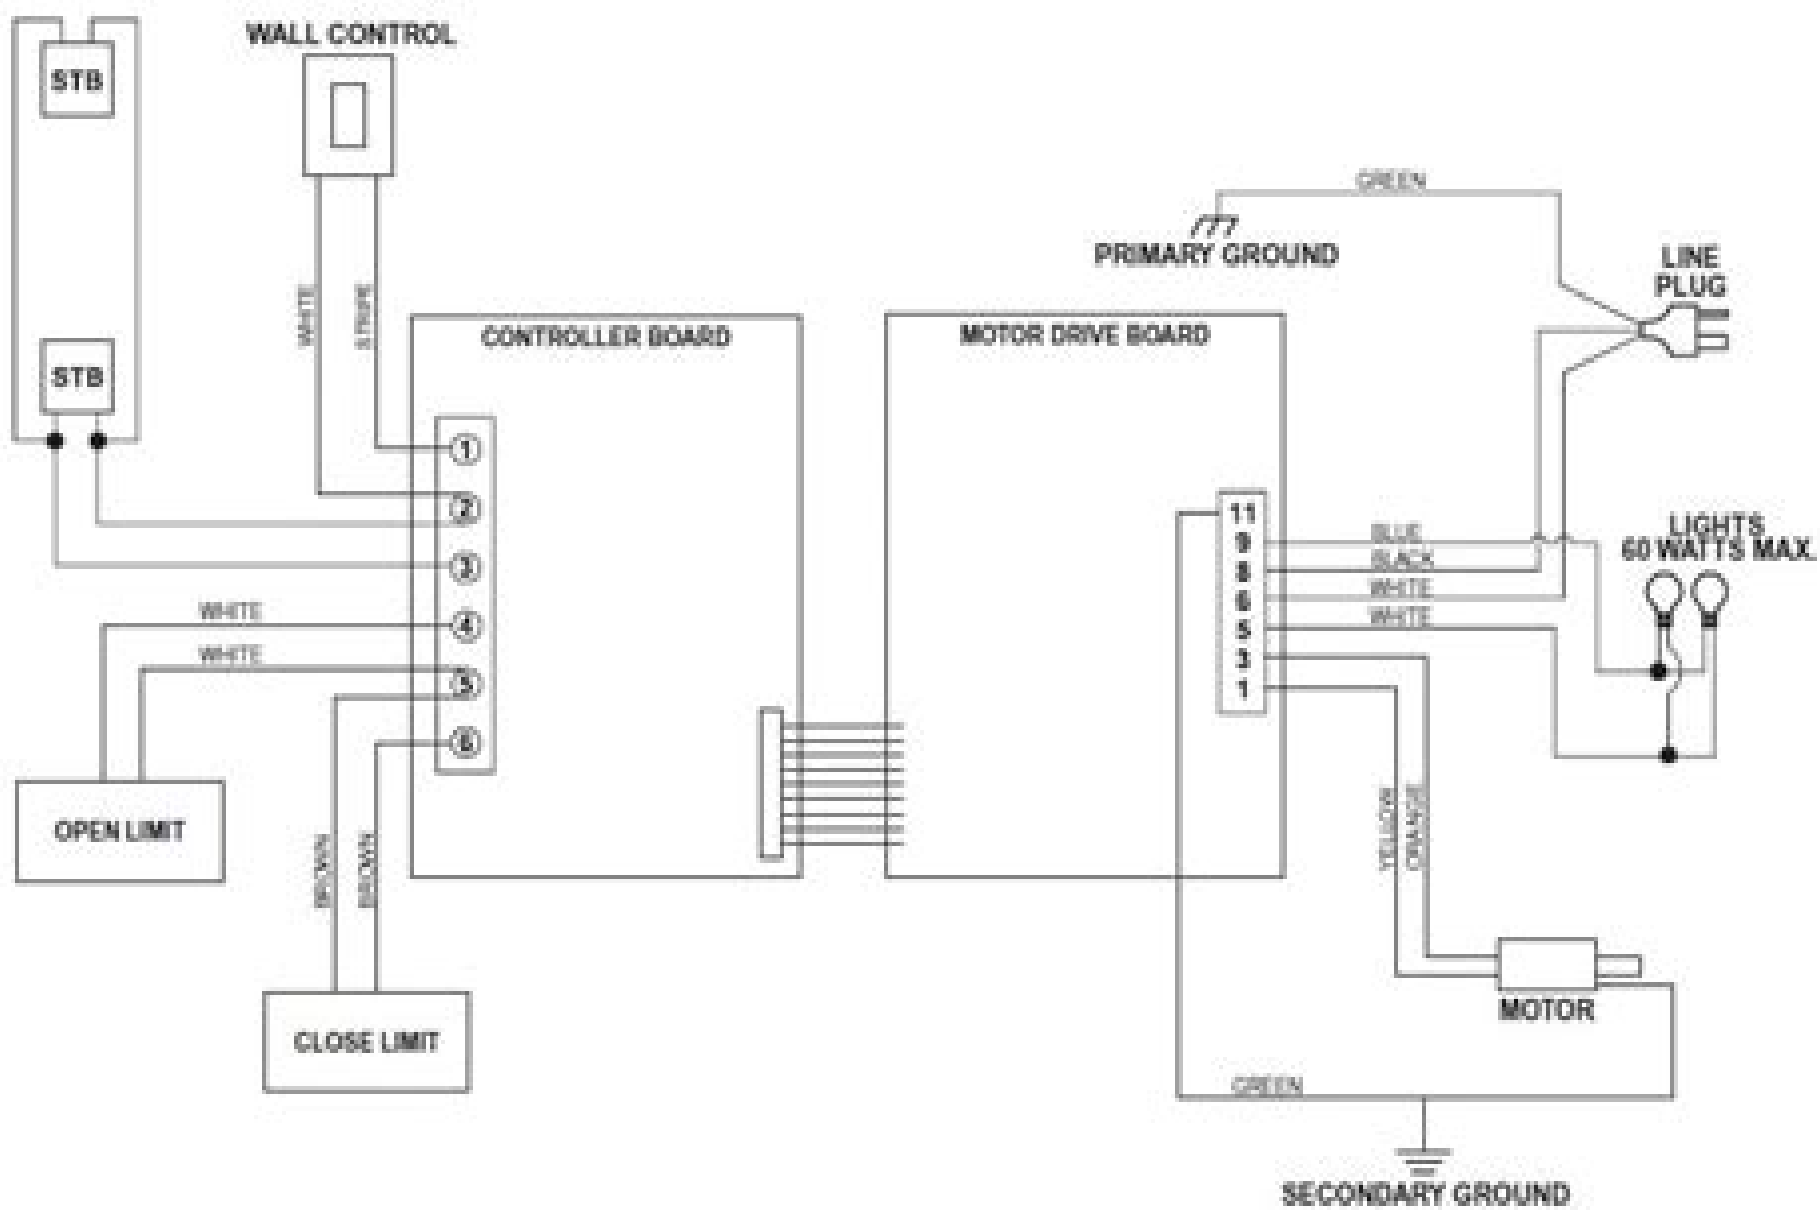 WALL CONTROL
STB
GREEN
PRIMARY GROUND
LINE
PLUG
WHITE
STRIPE
CONTROLLER BOARD
MOTOR DRIVE BOARD
STB
1
2
3
4
5
6
WHITE
WHITE
11
9
8
6
5
3
1
BLUE
BLACK
WHITE
WHITE
LIGHTS
60 WATTS MAX.
OPEN LIMIT
BROWN
BROWN
YELLOW
ORANGE
CLOSE LIMIT
MOTOR
GREEN
SECONDARY GROUND